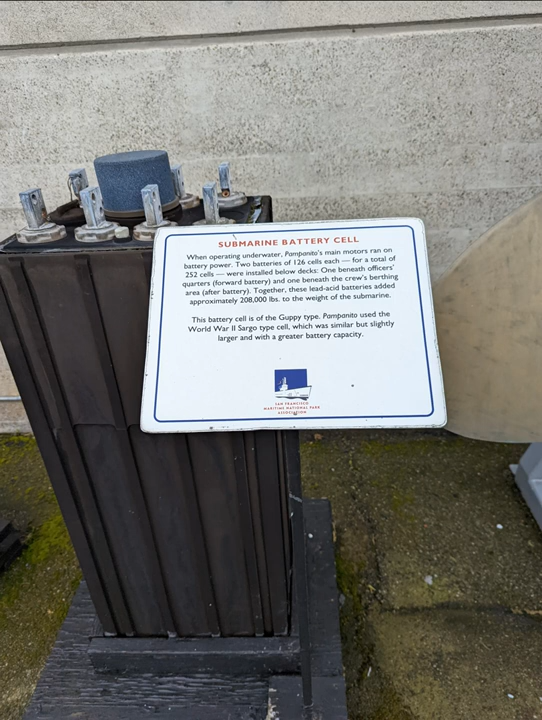 SUBMARINE BATTERY CELL
When operating underwater, Pampanito's main motors ran on
battery power. Two batteries of 126 cells each — for a total of
252 cells — were installed below decks: One beneath officers'
quarters (forward battery) and one beneath the crew's berthing
area (after battery). Together, these lead-acid batteries added
approximately 208,000 lbs. to the weight of the submarine.
This battery cell is of the Guppy type. Pampanito used the
World War II Sargo type cell, which was similar but slightly
larger and with a greater battery capacity.
SAN FRANCISCO
MARITIME NATIONAL PARK
ASSOCIATION